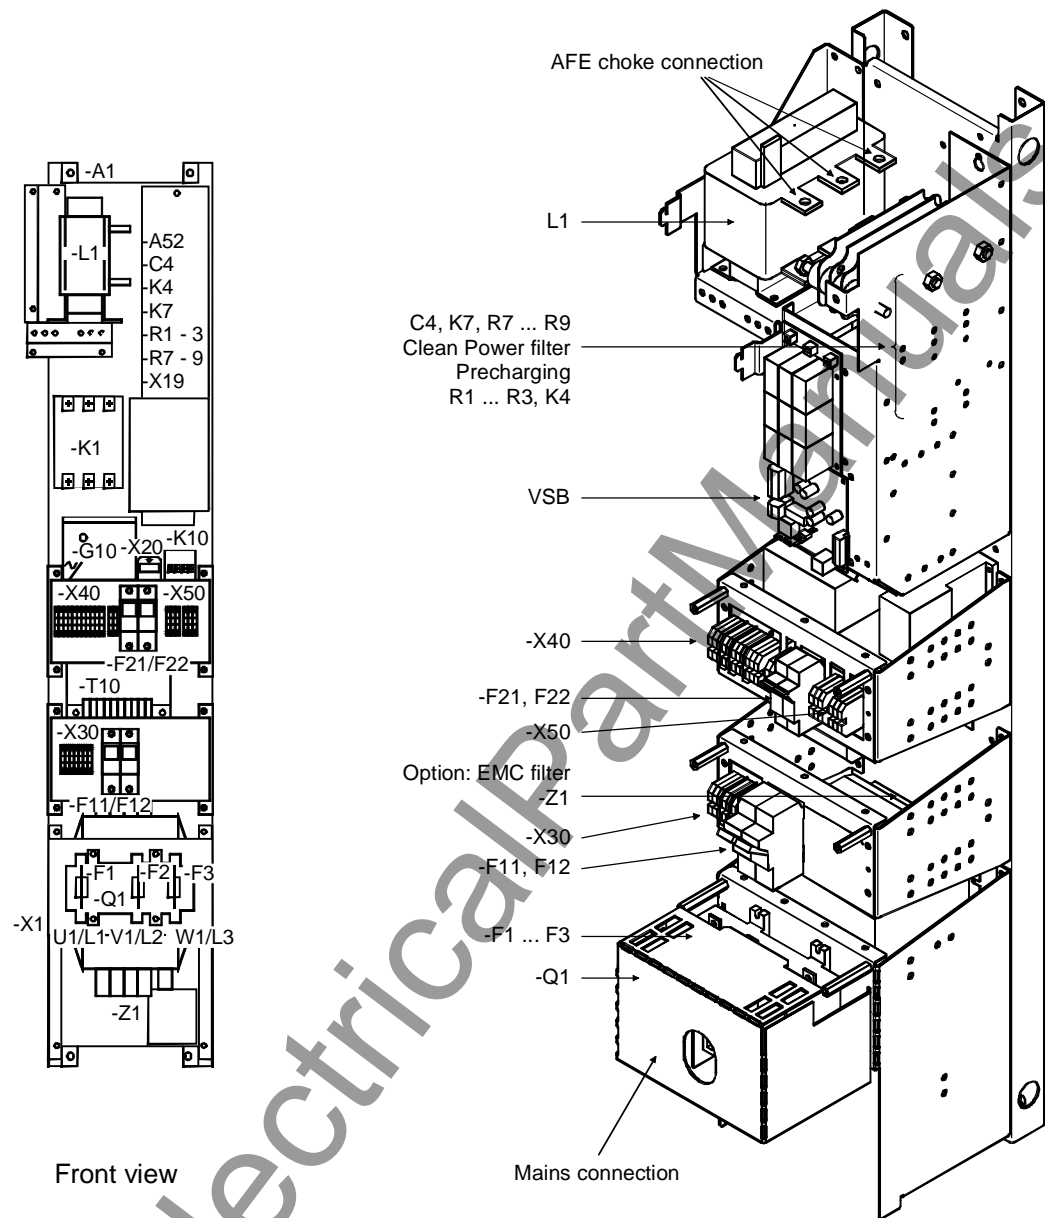 -A1
-L1
-A52
-C4
-K4
-K7
-R1 - 3
-R7 - 9
-X19
-K1
-G10
-X20
-K10
-X40
-X50
-F21/F22
-T10
-X30
-F11/F12
-F1
-F2
-F3
-Q1
-X1
U1/L1
V1/L2
W1/L3
-Z1
Front view
AFE choke connection
L1
C4, K7, R7 ... R9
Clean Power filter
Precharging
R1 ... R3, K4
VSB
-X40
-F21, F22
-X50
Option: EMC filter
-Z1
-X30
-F11, F12
-F1 ... F3
-Q1
Mains connection
electricalPartManuals